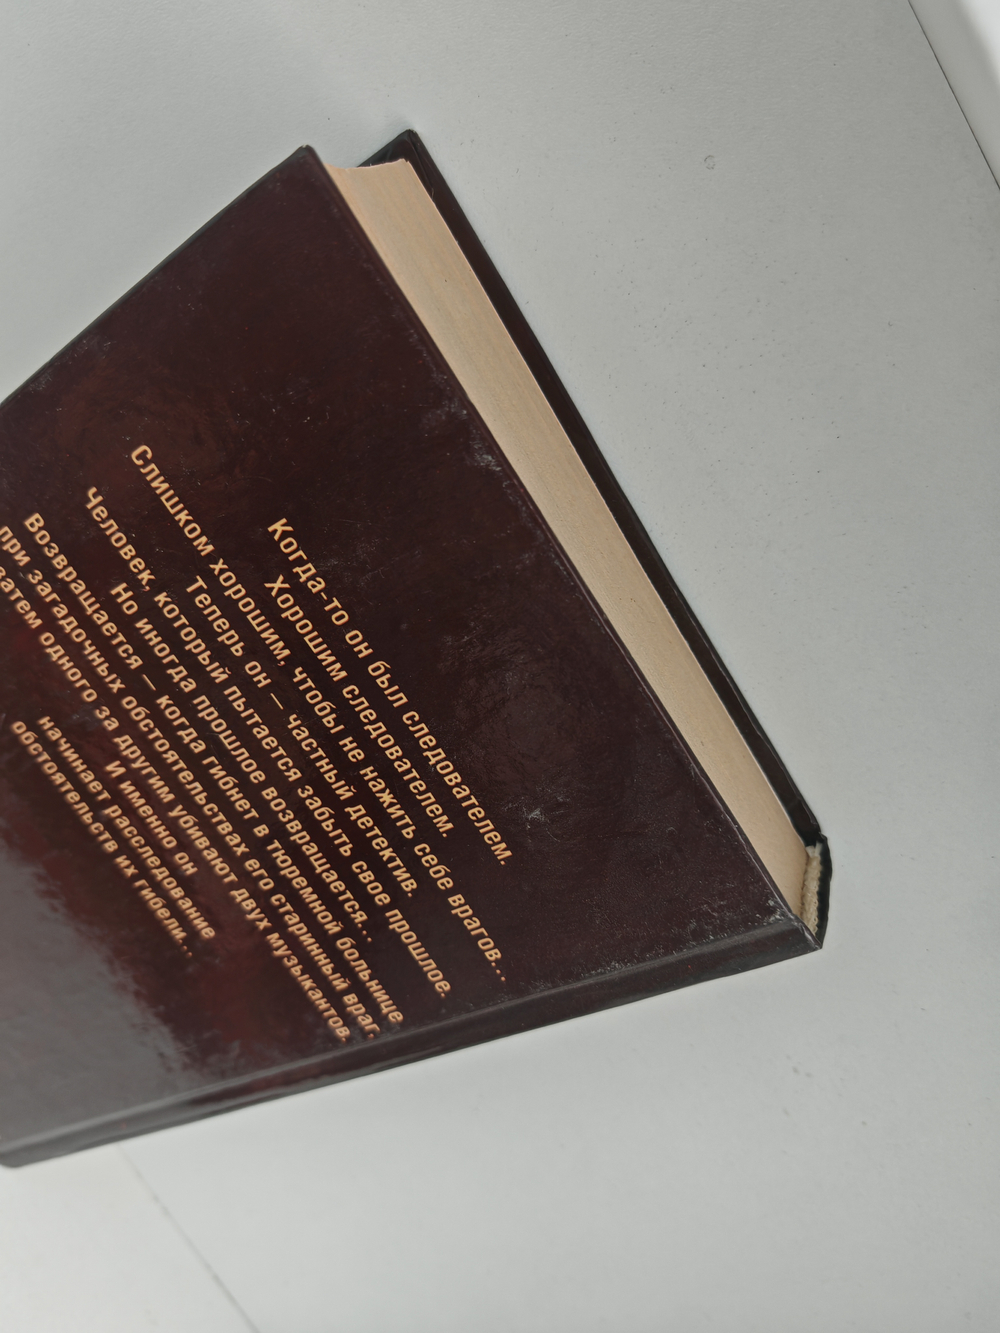 Когда-то он был следователем.
Хорошим следователем.
Слишком хорошим, чтобы не нажить себе врагов...
Теперь он — частный детектив.
Человек, который пытается забыть свое прошлое.
Но иногда прошлое возвращается...
Возвращается — когда гибнет в тюремной больнице
при загадочных обстоятельствах его старинный враг,
затем одного за другим убивают двух музыкантов.
И именно он
начинает расследование
обстоятельств их гибели...